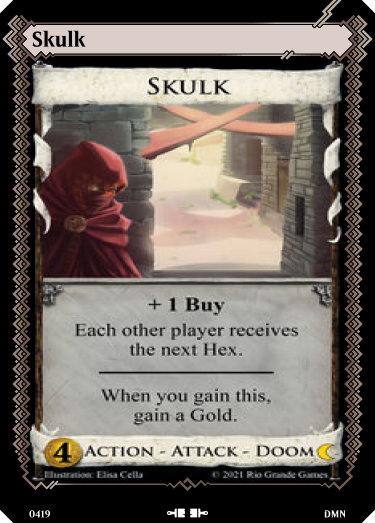 Skulk
SKULK
+ 1 Buy
Each other player receives
the next Hex.
When you gain this,
gain a Gold.
4 ACTION - ATTACK - DOOM
Illustration: Elisa Cella © 2021 Rio Grande Games
0419 DMN